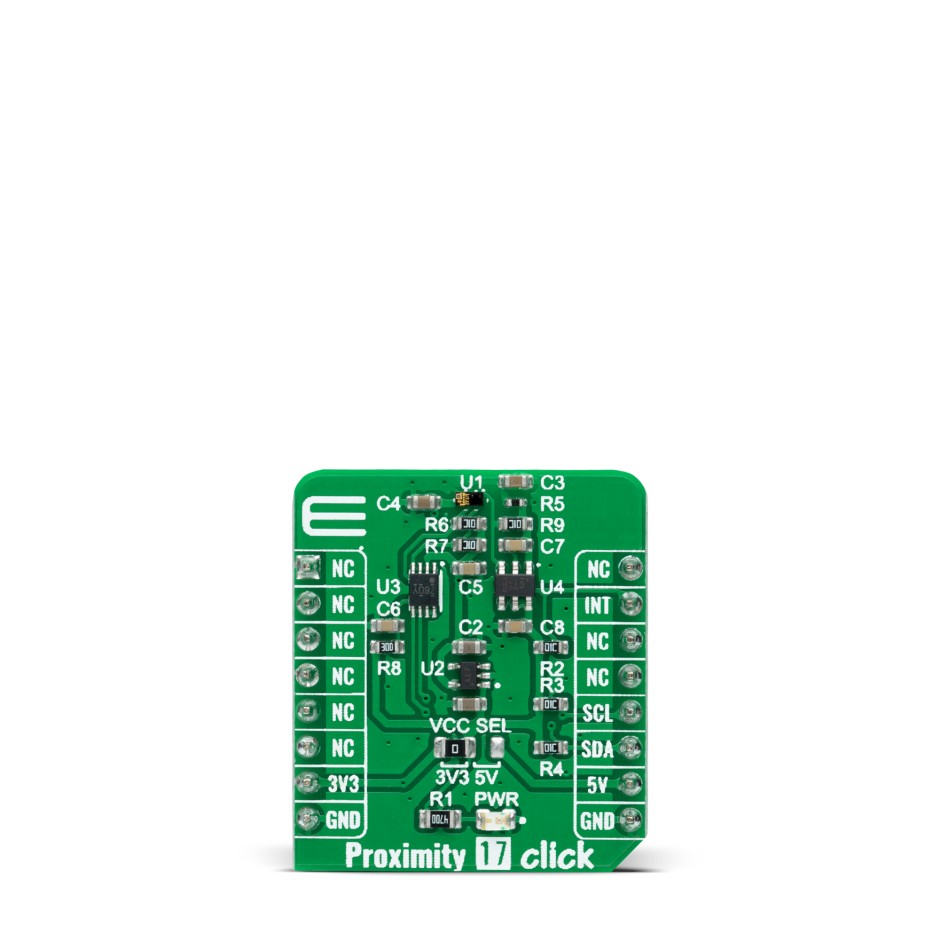 U1
C3
C4
R5
R6
R9
R7
C7
NC
NC
U3
C5
U4
NC
C6
INT
NC
C2
C8
NC
R8
U2
R2
NC
NC
R3
NC
VCC SEL
SCL
NC
0
R4
SDA
3V3
3V3 5V
5V
GND
R1
PWR
GND
4700
Proximity 17 click